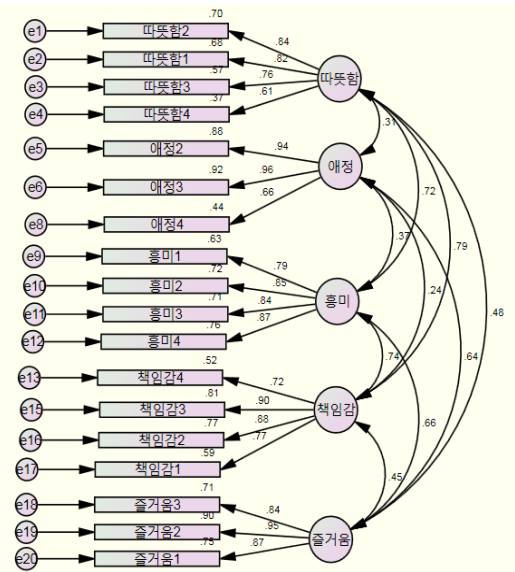 .70
e1 따뜻함2 .84
.68
e2 따뜻함1 .82
.57
e3 따뜻함3 .76 따뜻함
.37
e4 따뜻함4 .61
.88
.31
e5 애정2 .94
.92
e6 애정3 .96 애정
.44
e8 애정4 .66
.72
.63
.37
.79
e9 흥미1 .79
.72
e10 흥미2 .85
.24
.71
e11 흥미3 .84 흥미
.48
.76
e12 흥미4 .87
.52
.74
.64
e13 책임감4 .72
.81
e15 책임감3 .90 책임감
.77
e16 책임감2 .88
.66
.59
e17 책임감1 .77
.45
.71
e18 즐거움3 .84
.90
e19 즐거움2 .95 즐거움
.75
e20 즐거움1 .87